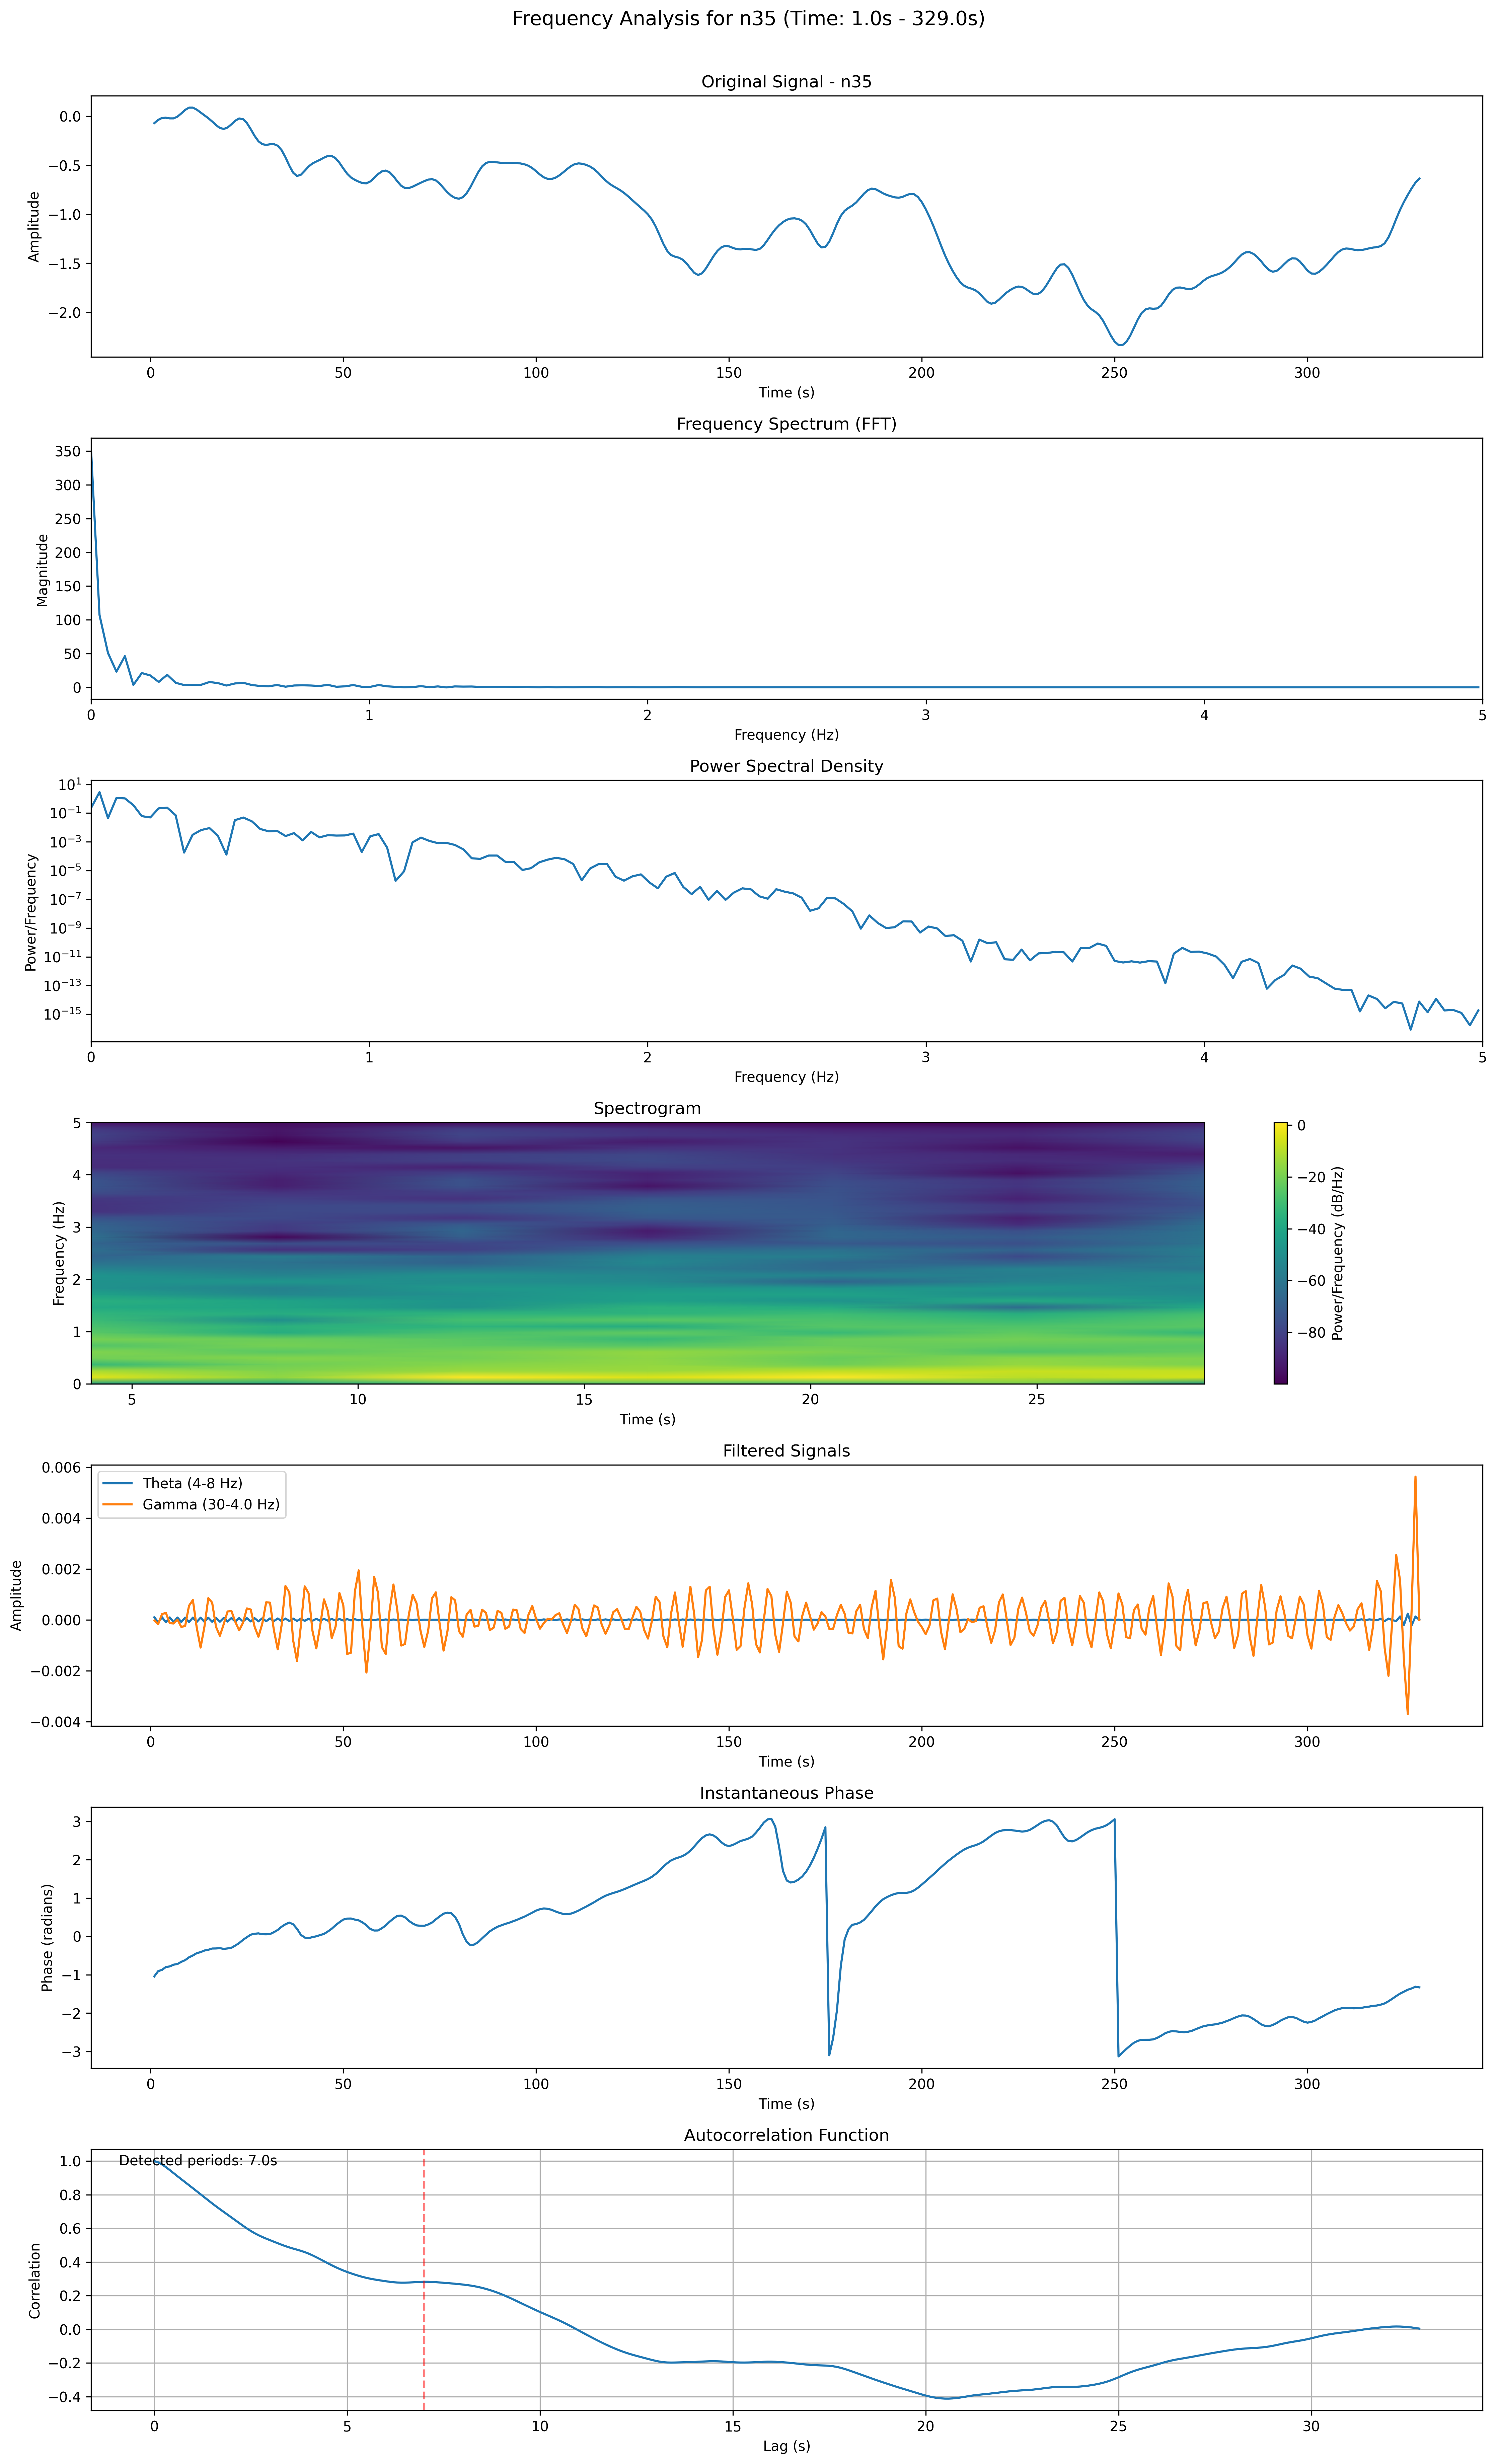 Frequency Analysis for n35 (Time: 1.0s - 329.0s)
Original Signal - n35
Amplitude
0.0
−0.5
−1.0
−1.5
−2.0
0 50 100 150 200 250 300
Time (s)
Frequency Spectrum (FFT)
Magnitude
350
300
250
200
150
100
50
0
0 1 2 3 4 5
Frequency (Hz)
Power Spectral Density
Power/Frequency
10¹
10⁻¹
10⁻³
10⁻⁵
10⁻⁷
10⁻⁹
10⁻¹¹
10⁻¹³
10⁻¹⁵
0 1 2 3 4 5
Frequency (Hz)
Spectrogram
Frequency (Hz)
5
4
3
2
1
0
5 10 15 20 25
Time (s)
0
−20
−40
−60
−80
Power/Frequency (dB/Hz)
Filtered Signals
Theta (4-8 Hz)
Gamma (30-4.0 Hz)
Amplitude
0.006
0.004
0.002
0.000
−0.002
−0.004
0 50 100 150 200 250 300
Time (s)
Instantaneous Phase
Phase (radians)
3
2
1
0
−1
−2
−3
0 50 100 150 200 250 300
Time (s)
Autocorrelation Function
Detected periods: 7.0s
Correlation
1.0
0.8
0.6
0.4
0.2
0.0
−0.2
−0.4
0 5 10 15 20 25 30
Lag (s)